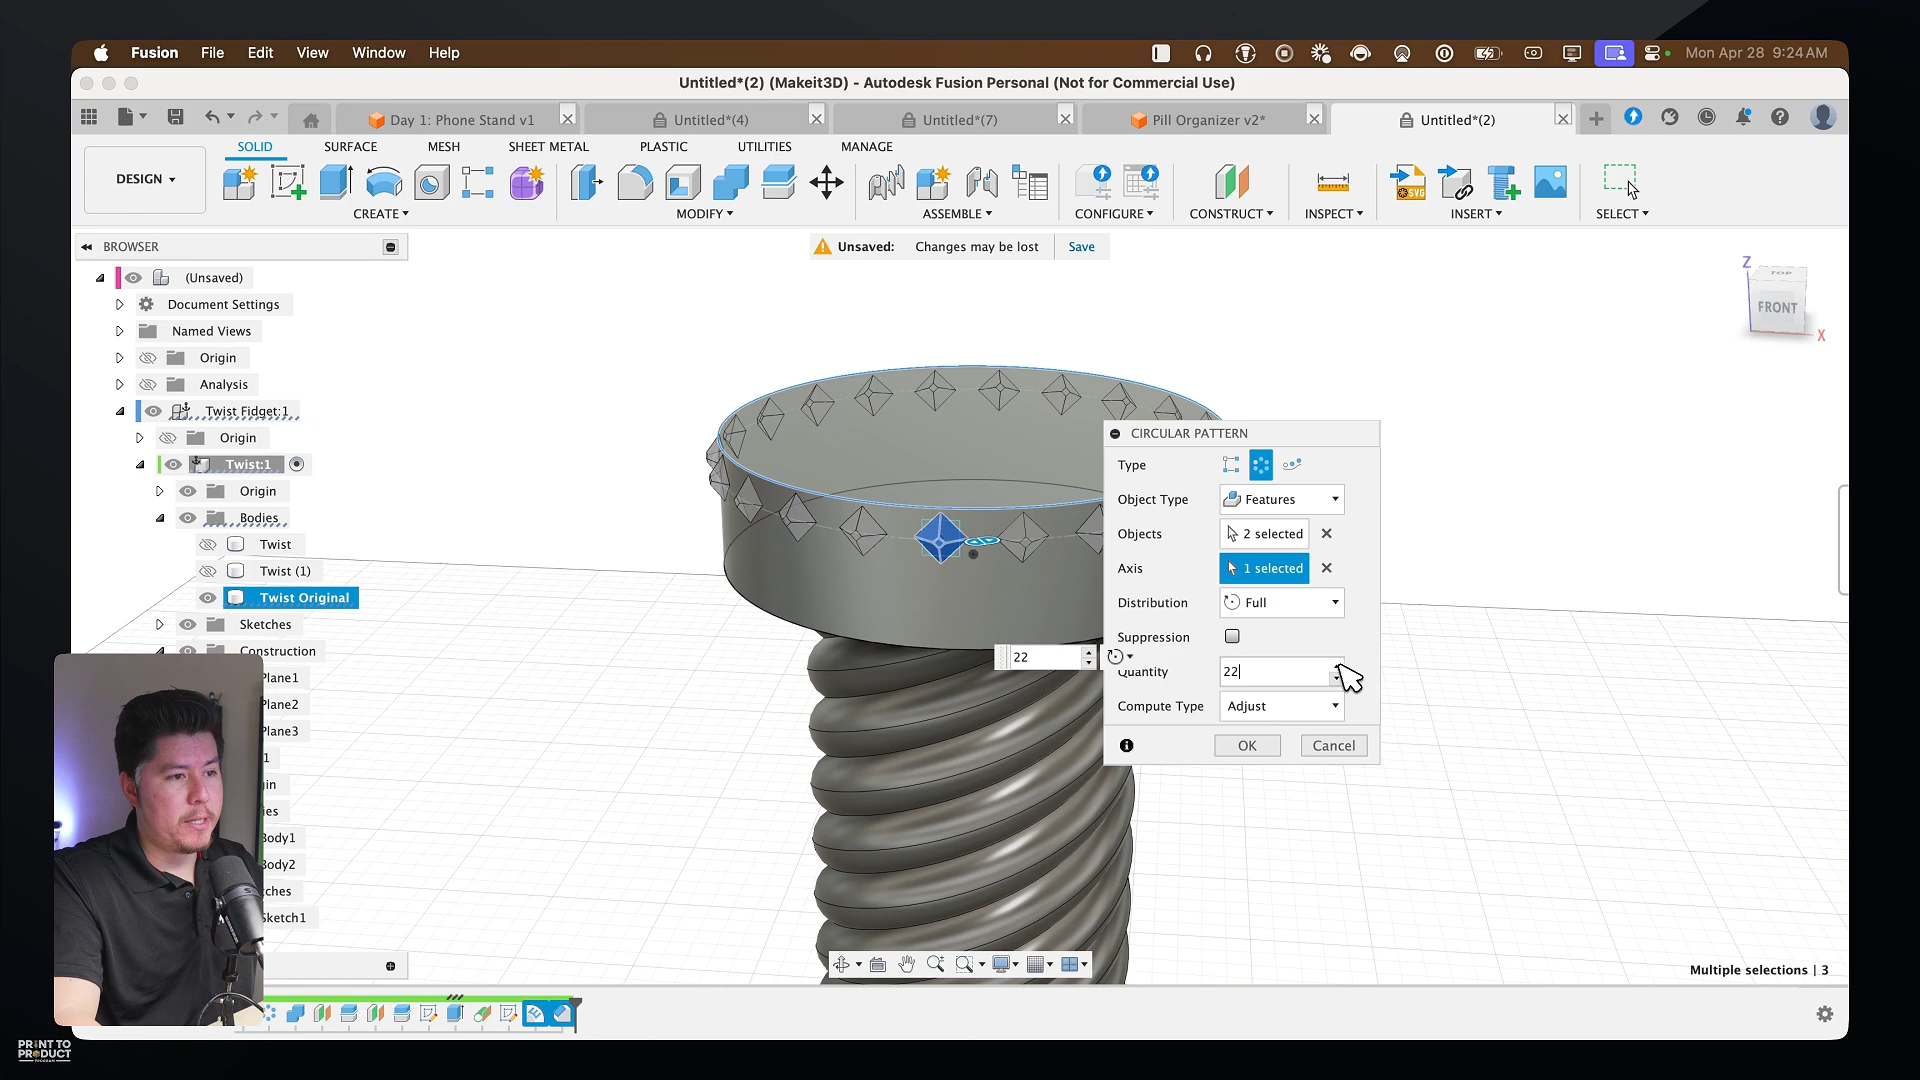 Fusion File Edit View Window Help Mon Apr 28 9:24 AM
Untitled*(2) (Makeit3D) - Autodesk Fusion Personal (Not for Commercial Use)
Day 1: Phone Stand v1 Untitled*(4) Untitled*(7) Pill Organizer v2* Untitled*(2)
SOLID SURFACE MESH SHEET METAL PLASTIC UTILITIES MANAGE
DESIGN
CREATE MODIFY ASSEMBLE CONFIGURE CONSTRUCT INSPECT INSERT SELECT
BROWSER
Unsaved: Changes may be lost Save
(Unsaved)
Document Settings
Named Views
Origin
Analysis
Twist Fidget:1
Origin
Twist:1
Origin
Bodies
Twist
Twist (1)
Twist Original
Sketches
Construction
Plane1
Plane2
Plane3
1
in
ies
Body1
Body2
ches
Sketch1
Z
TOP
FRONT
X
CIRCULAR PATTERN
Type
Object Type Features
Objects 2 selected
Axis 1 selected
Distribution Full
Suppression
22
Quantity 22
Compute Type Adjust
OK Cancel
Multiple selections | 3
PRINT TO
PRODUCT
PROGRAM